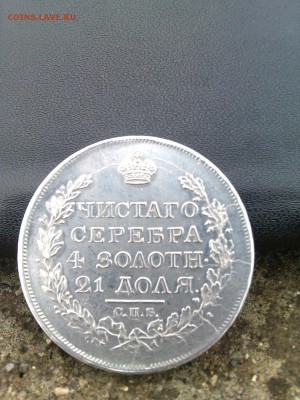 COINS.LAVE.RU
ЧИСТАГО
СЕРЕБРА
4 ЗОЛОТН.
21 ДОЛЯ.
С.П.Б.